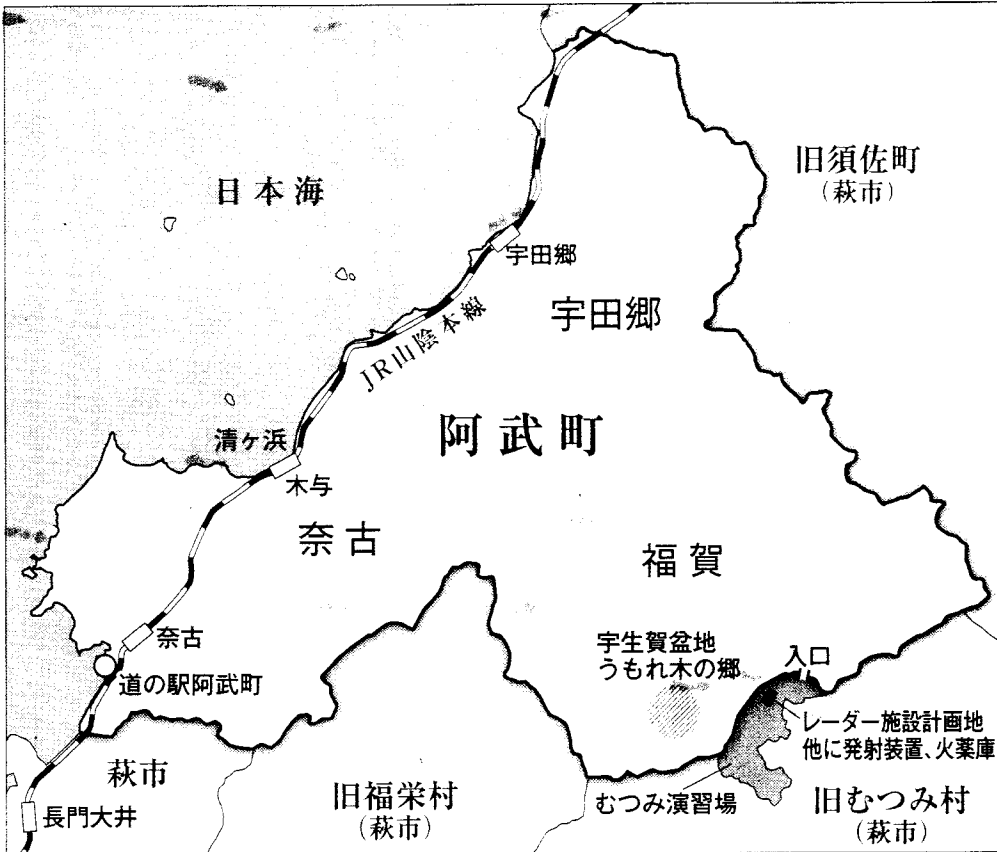 旧須佐町
(萩市)
日本海
宇田郷
宇田郷
JR山陰本線
阿武町
清ヶ浜
木与
奈古
福賀
奈古
道の駅阿武町
宇生賀盆地
うもれ木の郷
入口
レーダー施設計画地
他に発射装置、火薬庫
むつみ演習場
萩市
長門大井
旧福栄村
(萩市)
旧むつみ村
(萩市)